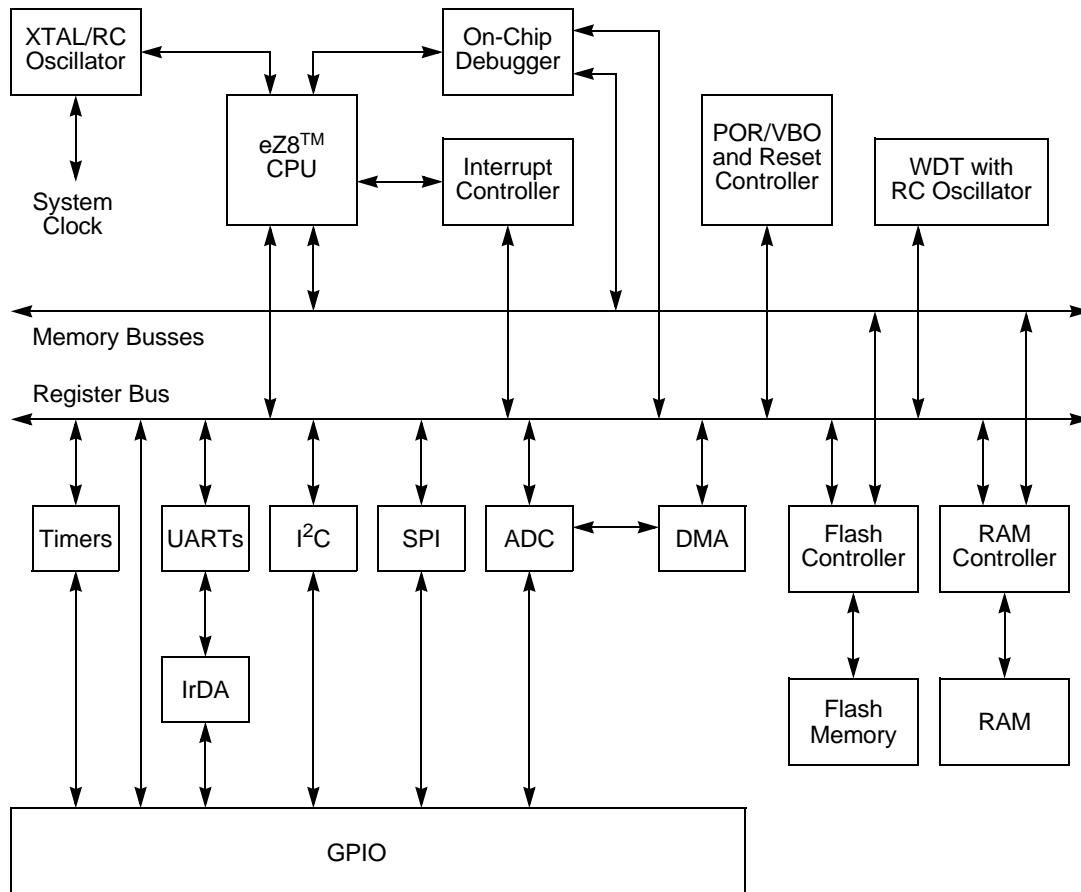 XTAL/RC
Oscillator
On-Chip
Debugger
eZ8™
CPU
Interrupt
Controller
POR/VBO
and Reset
Controller
WDT with
RC Oscillator
System
Clock
Memory Busses
Register Bus
Timers
UARTs
I²C
SPI
ADC
DMA
Flash
Controller
RAM
Controller
IrDA
Flash
Memory
RAM
GPIO